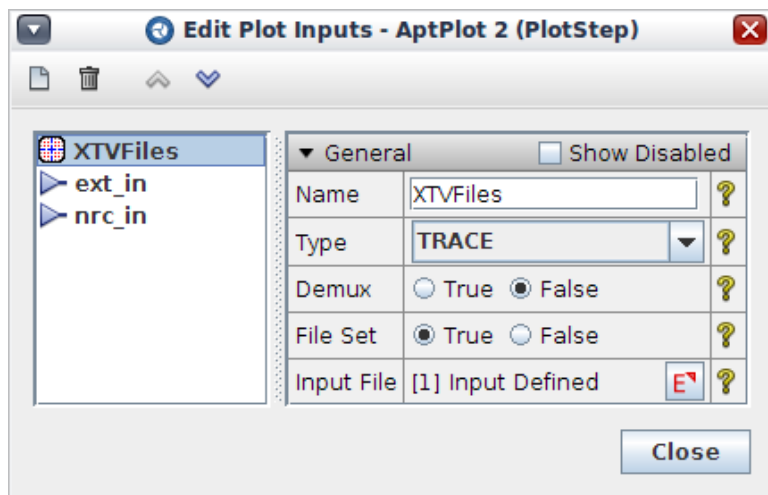 Edit Plot Inputs - AptPlot 2 (PlotStep)
XTVFiles
ext_in
nrc_in
General Show Disabled
Name XTVFiles
Type TRACE
Demux True False
File Set True False
Input File [1] Input Defined E
Close